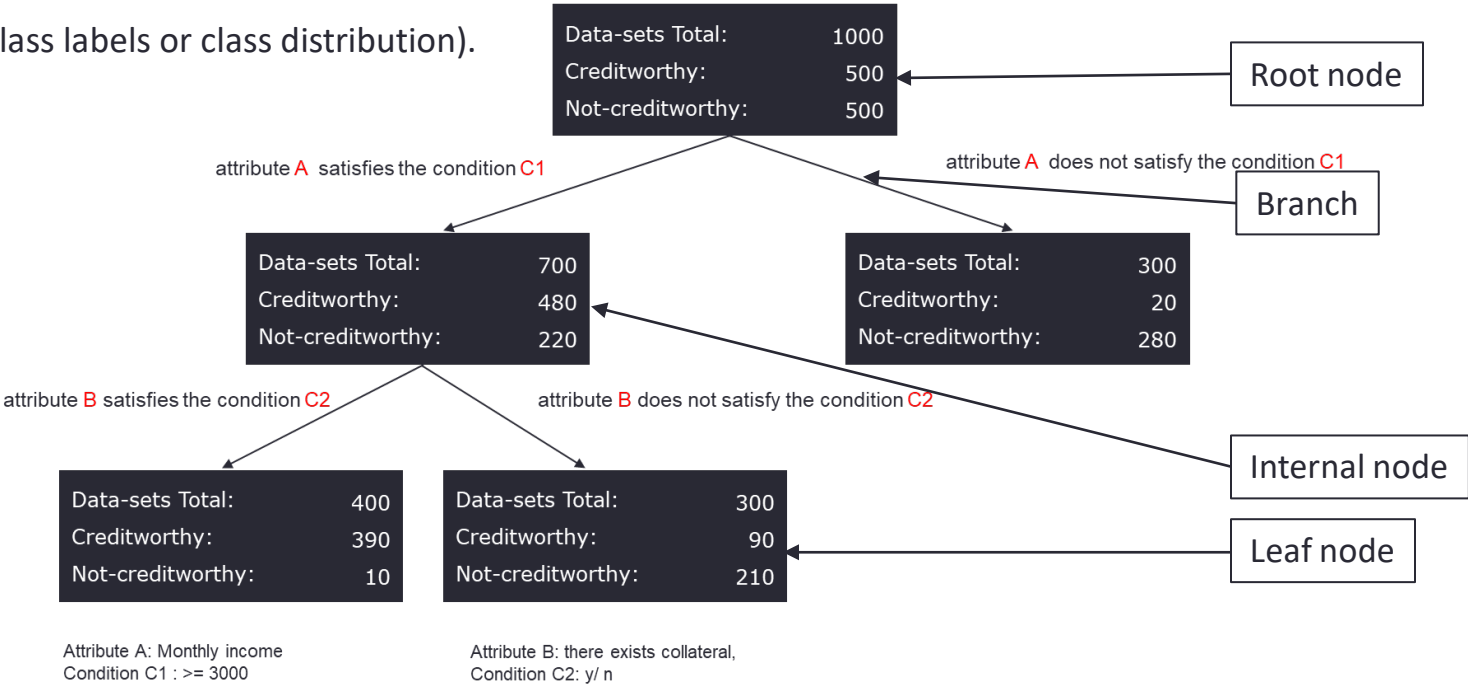 lass labels or class distribution).
Data-sets Total: 1000
Creditworthy: 500
Not-creditworthy: 500
Root node
attribute A satisfies the condition C1
attribute A does not satisfy the condition C1
Branch
Data-sets Total: 700
Creditworthy: 480
Not-creditworthy: 220
Data-sets Total: 300
Creditworthy: 20
Not-creditworthy: 280
attribute B satisfies the condition C2
attribute B does not satisfy the condition C2
Internal node
Data-sets Total: 400
Creditworthy: 390
Not-creditworthy: 10
Data-sets Total: 300
Creditworthy: 90
Not-creditworthy: 210
Leaf node
Attribute A: Monthly income
Condition C1 : >= 3000
Attribute B: there exists collateral,
Condition C2: y/ n